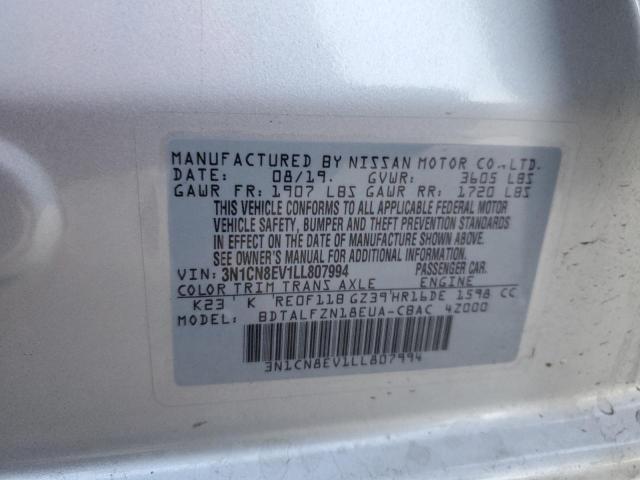 MANUFACTURED BY NISSAN MOTOR CO., LTD.
DATE: 08/19. GVWR: 3605 LBS
GAWR FR: 1907 LBS GAWR RR: 1720 LBS
THIS VEHICLE CONFORMS TO ALL APPLICABLE FEDERAL MOTOR
VEHICLE SAFETY, BUMPER AND THEFT PREVENTION STANDARDS
IN EFFECT ON THE DATE OF MANUFACTURE SHOWN ABOVE.
SEE OWNER'S MANUAL FOR ADDITIONAL INFORMATION.
VIN: 3N1CN8EV1LL807994 PASSENGER CAR.
COLOR TRIM TRANS AXLE ENGINE
K23 K RE0F11B GZ39 HR16DE 1598 CC
MODEL: BDTALFZN18EUA-CBAC 4Z000
3N1CN8EV1LL807994